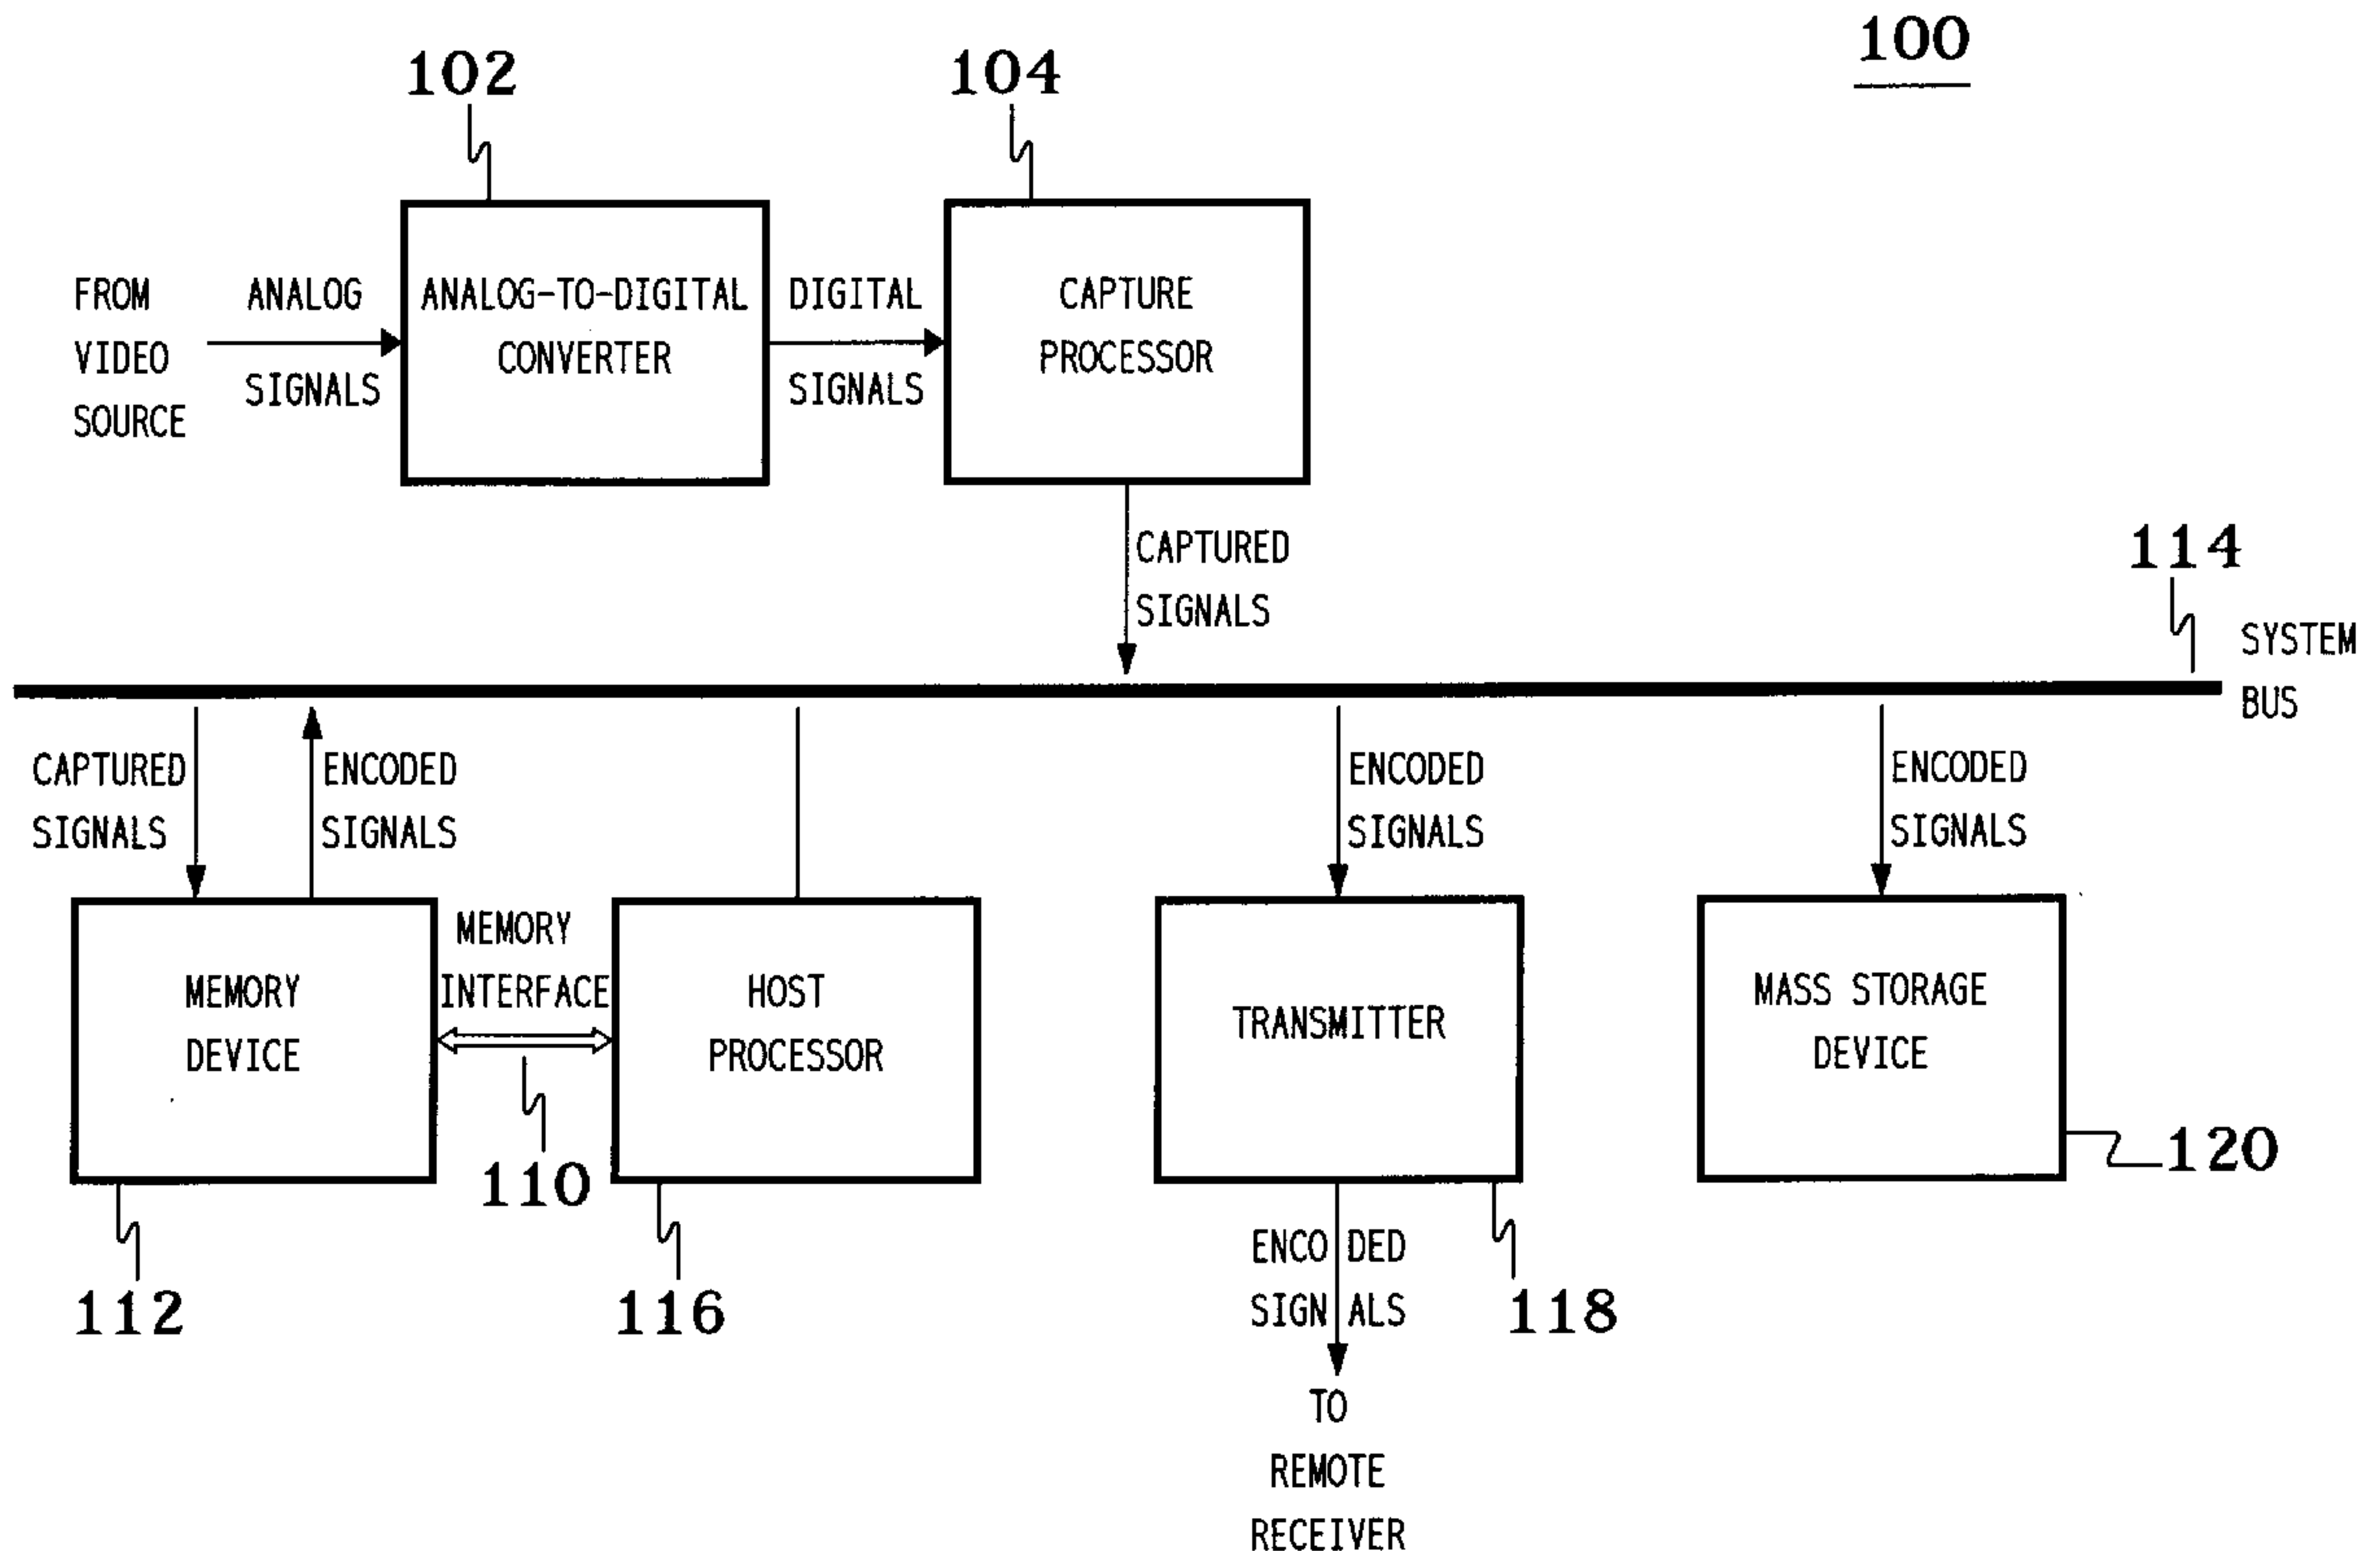 100
102
104
FROM
VIDEO
SOURCE
ANALOG
SIGNALS
ANALOG-TO-DIGITAL
CONVERTER
DIGITAL
SIGNALS
CAPTURE
PROCESSOR
CAPTURED
SIGNALS
114
SYSTEM
BUS
CAPTURED
SIGNALS
ENCODED
SIGNALS
ENCODED
SIGNALS
ENCODED
SIGNALS
MEMORY
DEVICE
MEMORY
INTERFACE
HOST
PROCESSOR
TRANSMITTER
MASS STORAGE
DEVICE
110
120
112
116
ENCODED
SIGNALS
118
TO
REMOTE
RECEIVER